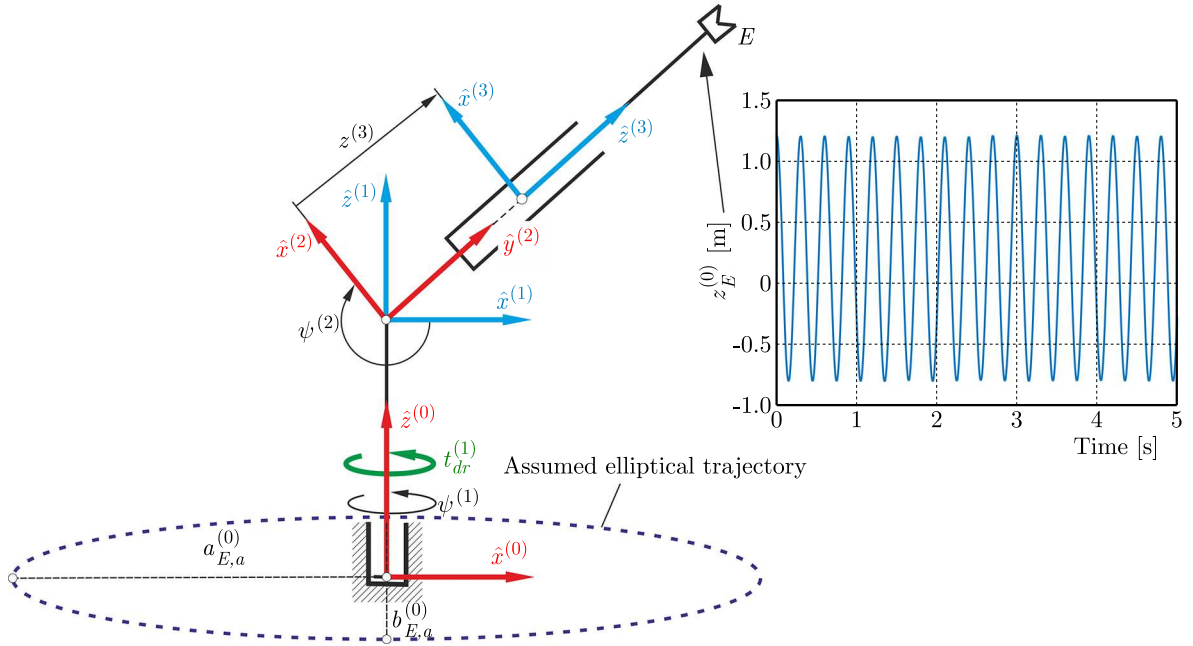 E
x̂^(3)
z^(3)
ẑ^(3)
1.5
1.0
0.5
0
-0.5
-1.0
z_E^(0) [m]
0 1 2 3 4 5
Time [s]
ẑ^(1)
x̂^(2)
ŷ^(2)
x̂^(1)
ψ^(2)
ẑ^(0)
t_dr^(1)
Assumed elliptical trajectory
ψ^(1)
a_E,a^(0)
x̂^(0)
b_E,a^(0)